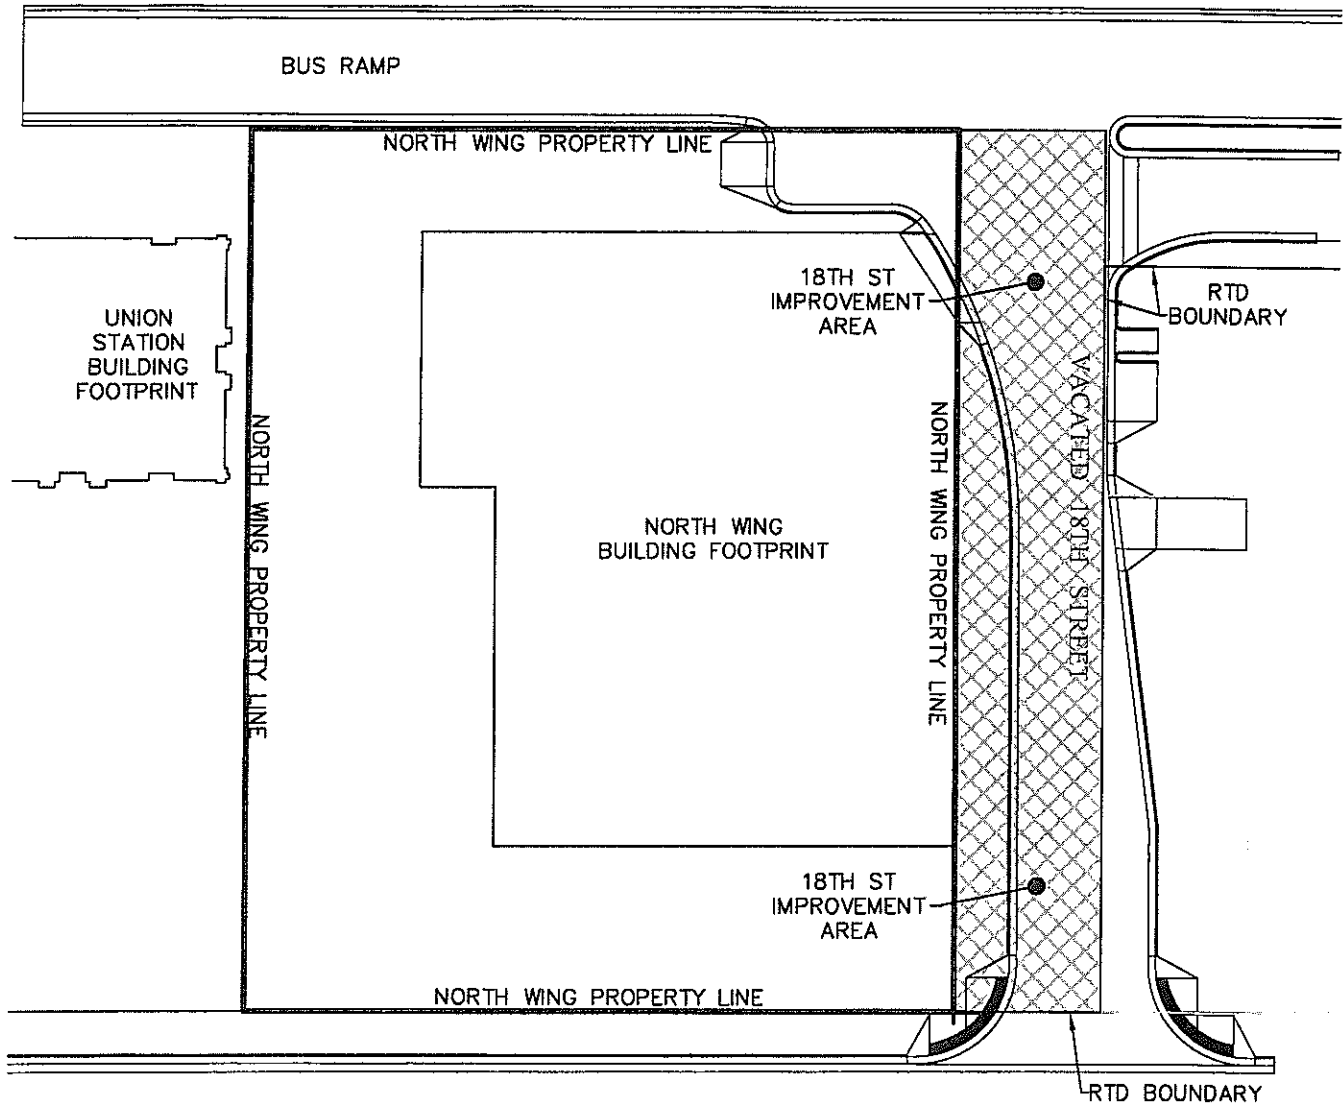 BUS RAMP
NORTH WING PROPERTY LINE
18TH ST
IMPROVEMENT
AREA
RTD
BOUNDARY
UNION
STATION
BUILDING
FOOTPRINT
NORTH WING PROPERTY LINE
NORTH WING
BUILDING FOOTPRINT
NORTH WING PROPERTY LINE
VACATED 18TH STREET
18TH ST
IMPROVEMENT
AREA
NORTH WING PROPERTY LINE
RTD BOUNDARY